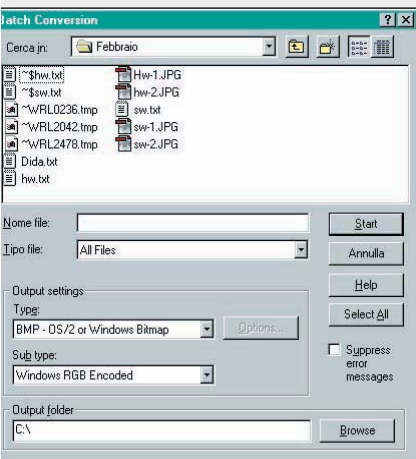 Batch Conversion
Cerca in: Febbraio
~$hw.txt
~$sw.txt
~WRL0236.tmp
~WRL2042.tmp
~WRL2478.tmp
Dida.txt
hw.txt
Hw-1.JPG
hw-2.JPG
sw.txt
sw-1.JPG
sw-2.JPG
Nome file:
Start
Tipo file: All Files
Annulla
Help
Select All
Output settings
Type:
BMP - OS/2 or Windows Bitmap
Options...
Sub type:
Windows RGB Encoded
Suppress
error
messages
Output folder
C:\
Browse